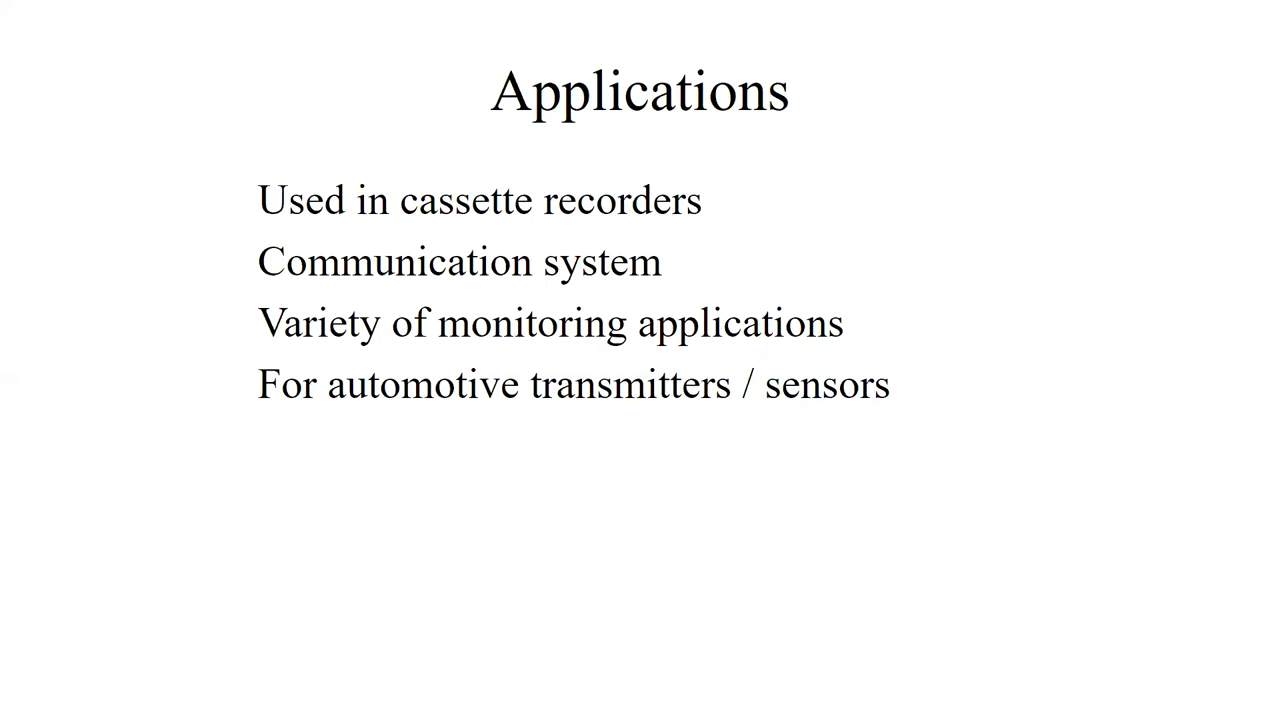 Applications
Used in cassette recorders
Communication system
Variety of monitoring applications
For automotive transmitters / sensors